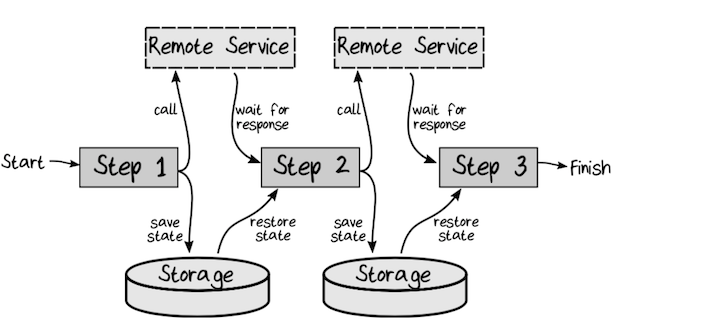 Remote Service
Remote Service
call
wait for
response
call
wait for
response
Start
Step 1
Step 2
Step 3
Finish
save
state
restore
state
save
state
restore
state
Storage
Storage